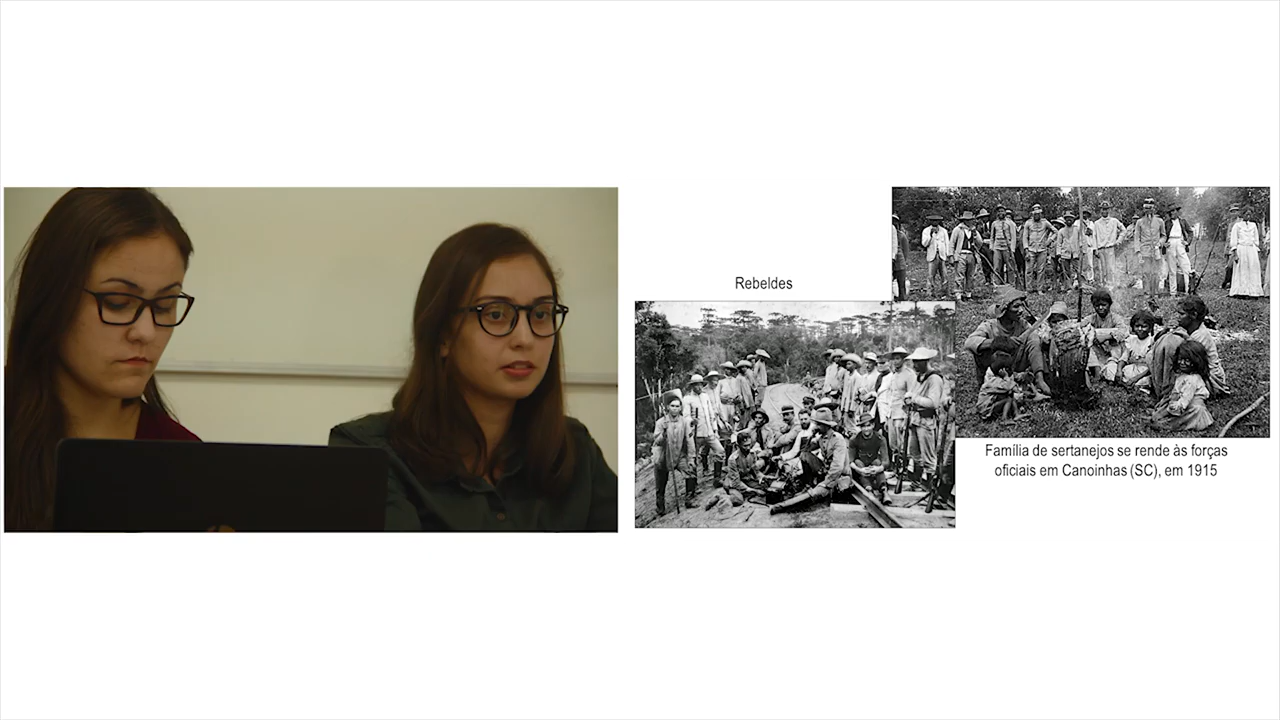 Rebeldes
Família de sertanejos se rende às forças
oficiais em Canoinhas (SC), em 1915